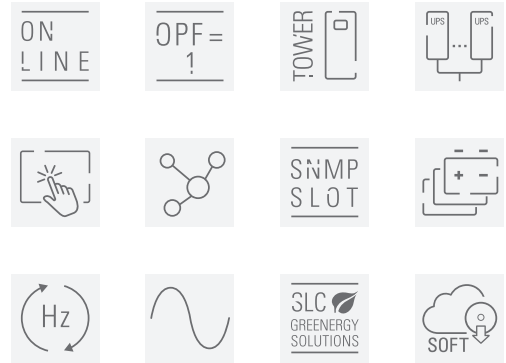 ON
LINE
OPF =
1
TOWER
UPS
UPS
SNMP
SLOT
Hz
SLC
GREENERGY
SOLUTIONS
SOFT